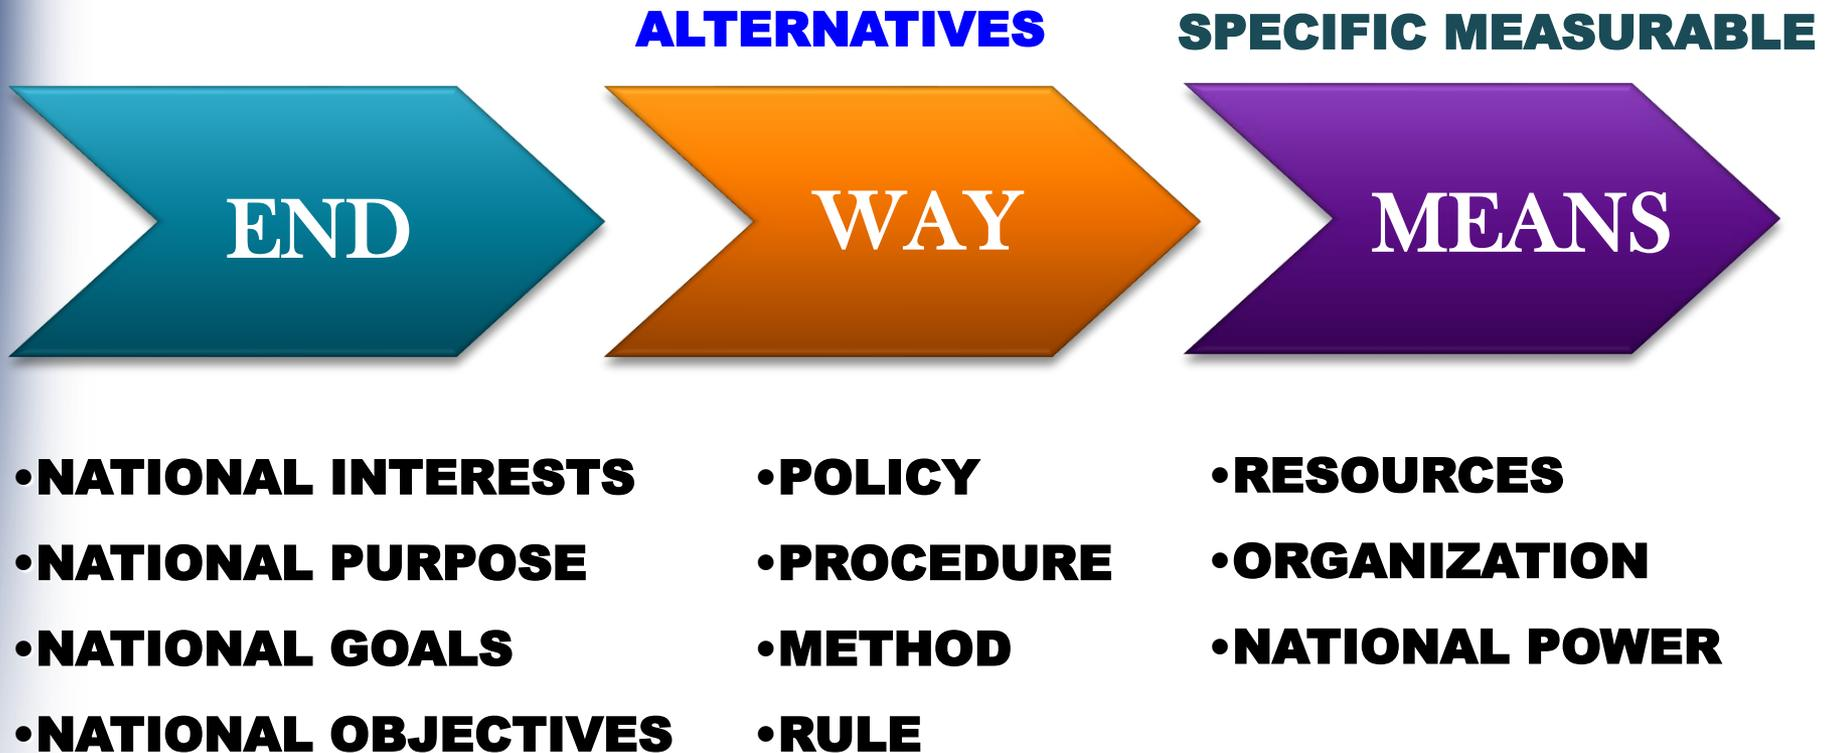 ALTERNATIVES
SPECIFIC MEASURABLE
END
WAY
MEANS
•NATIONAL INTERESTS
•NATIONAL PURPOSE
•NATIONAL GOALS
•NATIONAL OBJECTIVES
•POLICY
•PROCEDURE
•METHOD
•RULE
•RESOURCES
•ORGANIZATION
•NATIONAL POWER